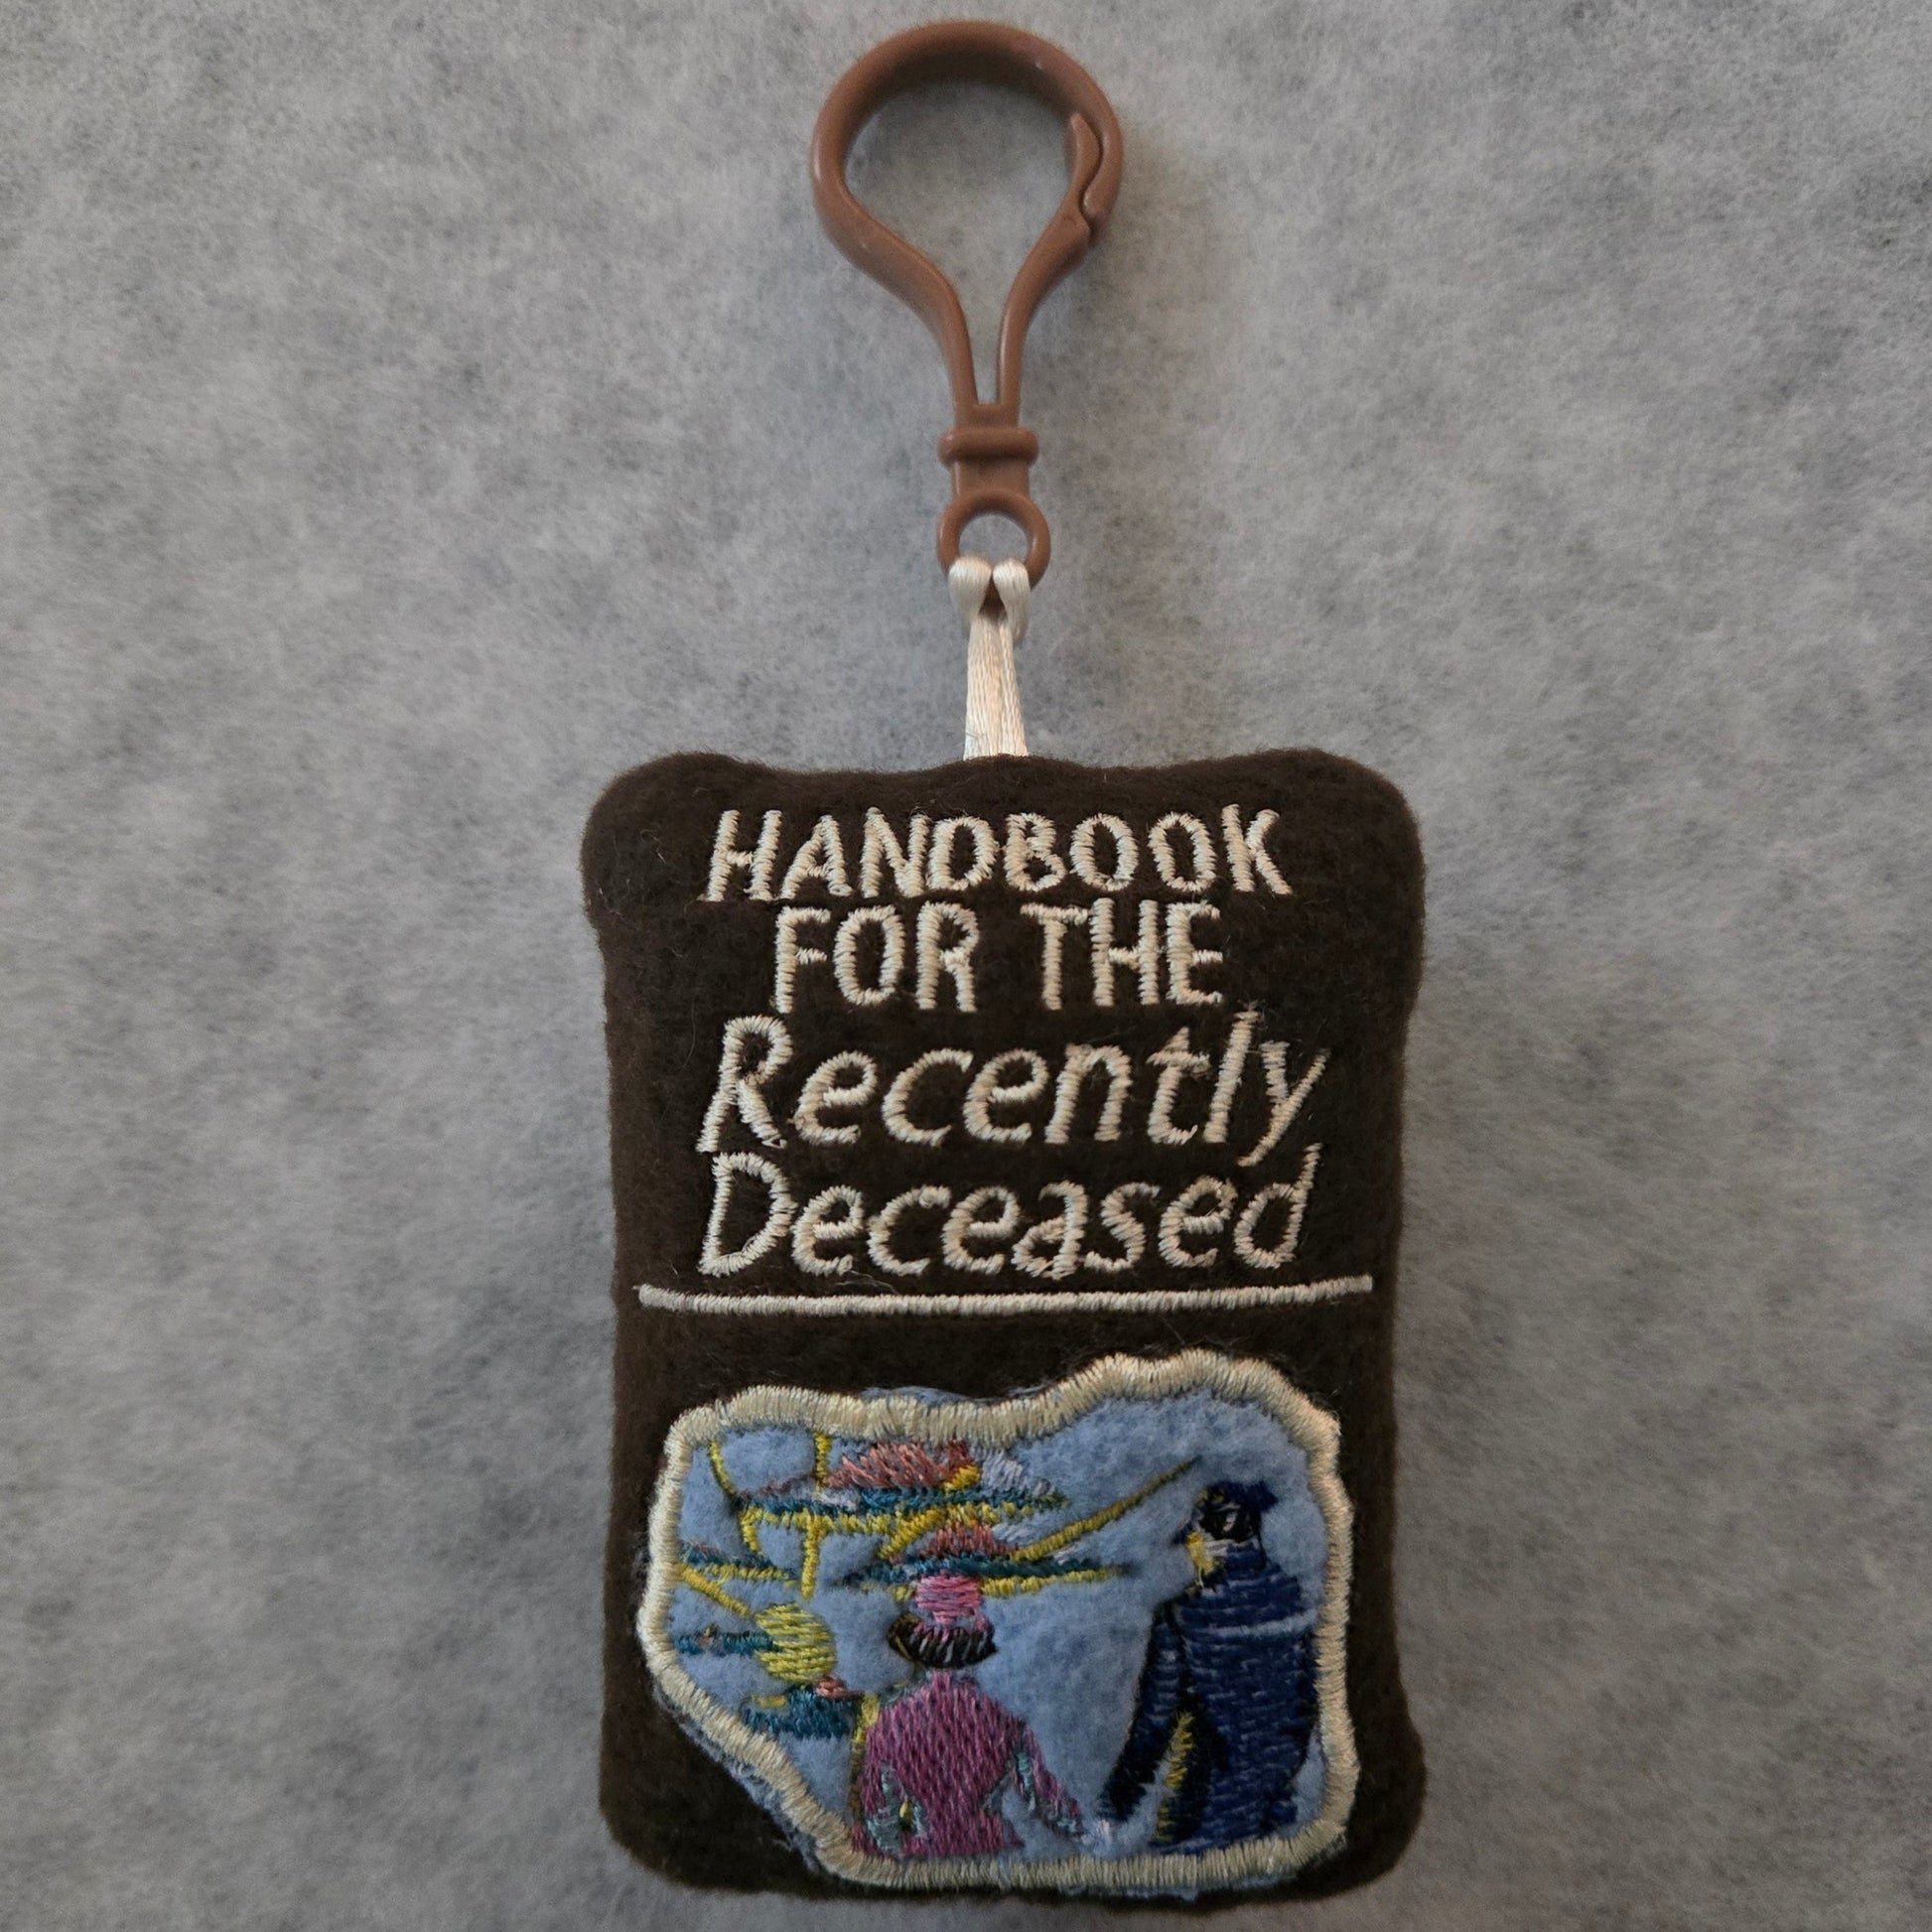 HANDBOOK
FOR THE
Recently
Deceased